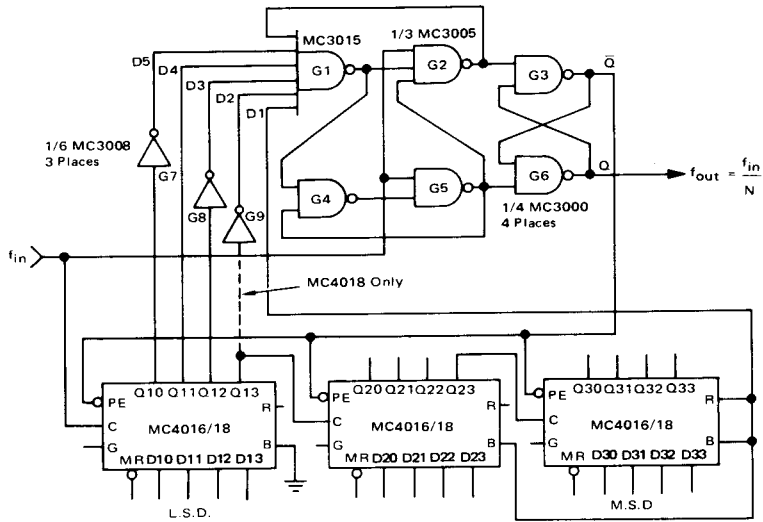 MC3015
1/3 MC3005
D5
D4
D3
D2
D1
G1
G2
G3
Q̅
1/6 MC3008
3 Places
G7
G8
G9
G4
G5
G6
Q
1/4 MC3000
4 Places
f_out = f_in/N
f_in
MC4018 Only
Q10 Q11 Q12 Q13
PE
R
C
MC4016/18
G
B
MR D10 D11 D12 D13
L.S.D.
Q20 Q21 Q22 Q23
PE
R
C
MC4016/18
G
B
MR D20 D21 D22 D23
Q30 Q31 Q32 Q33
PE
R
C
MC4016/18
G
B
MR D30 D31 D32 D33
M.S.D